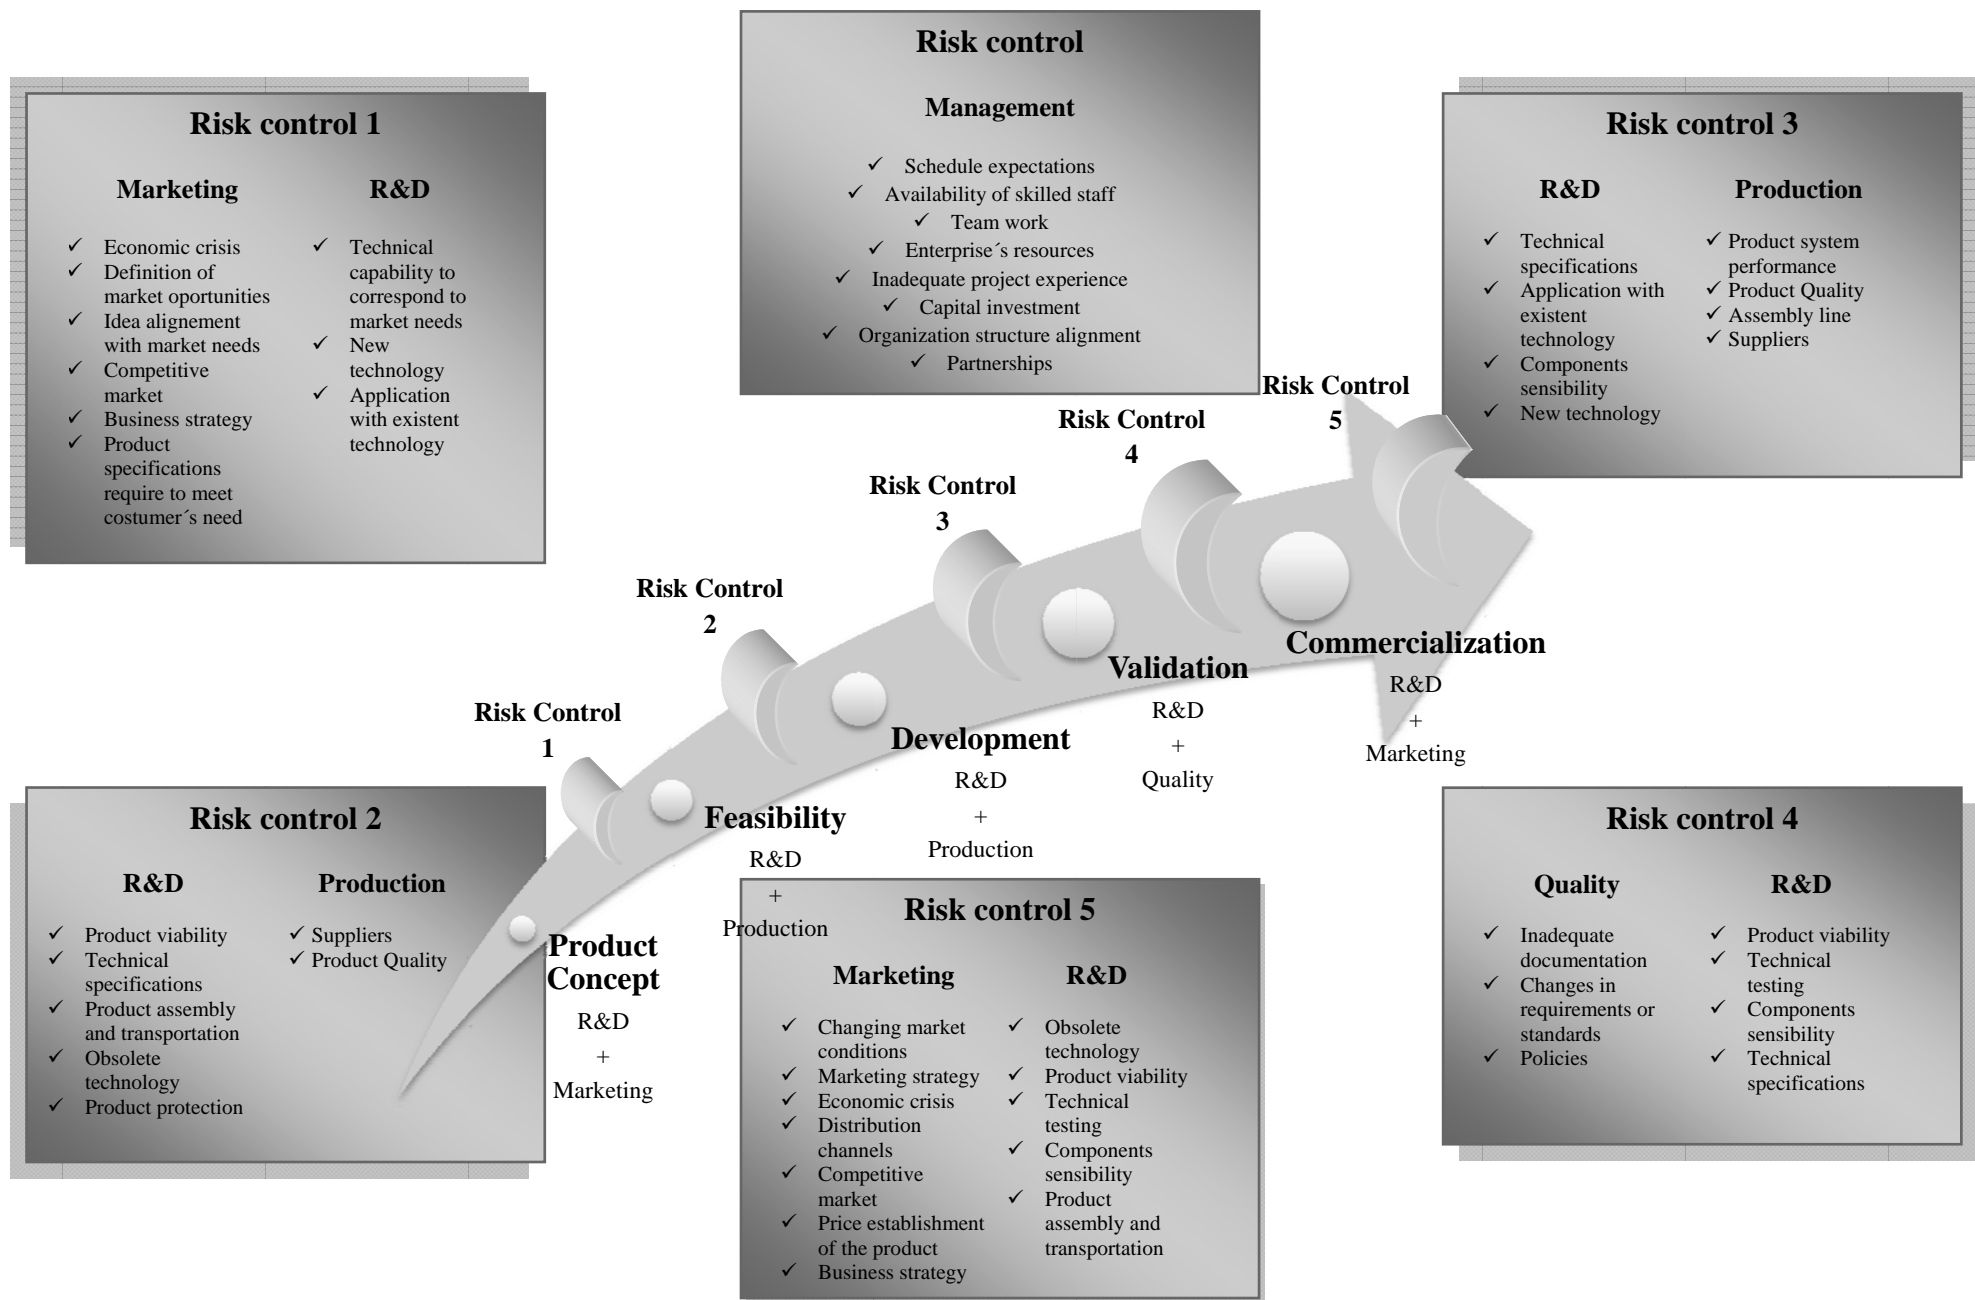 Risk control
Management
✓ Schedule expectations
✓ Availability of skilled staff
✓ Team work
✓ Enterprise´s resources
✓ Inadequate project experience
✓ Capital investment
✓ Organization structure alignment
✓ Partnerships
Risk control 1
Marketing
✓ Economic crisis
✓ Definition of
market oportunities
✓ Idea alignement
with market needs
✓ Competitive
market
✓ Business strategy
✓ Product
specifications
require to meet
costumer´s need
R&D
✓ Technical
capability to
correspond to
market needs
✓ New
technology
✓ Application
with existent
technology
Risk control 3
R&D
✓ Technical
specifications
✓ Application with
existent
technology
✓ Components
sensibility
✓ New technology
Production
✓ Product system
performance
✓ Product Quality
✓ Assembly line
✓ Suppliers
Risk Control
5
Risk Control
4
Risk Control
3
Risk Control
2
Risk Control
1
Commercialization
R&D
+
Marketing
Validation
R&D
+
Quality
Development
R&D
+
Production
Feasibility
R&D
+
Production
Product
Concept
R&D
+
Marketing
Risk control 2
R&D
✓ Product viability
✓ Technical
specifications
✓ Product assembly
and transportation
✓ Obsolete
technology
✓ Product protection
Production
✓ Suppliers
✓ Product Quality
Risk control 5
Marketing
✓ Changing market
conditions
✓ Marketing strategy
✓ Economic crisis
✓ Distribution
channels
✓ Competitive
market
✓ Price establishment
of the product
✓ Business strategy
R&D
✓ Obsolete
technology
✓ Product viability
✓ Technical
testing
✓ Components
sensibility
✓ Product
assembly and
transportation
Risk control 4
Quality
✓ Inadequate
documentation
✓ Changes in
requirements or
standards
✓ Policies
R&D
✓ Product viability
✓ Technical
testing
✓ Components
sensibility
✓ Technical
specifications